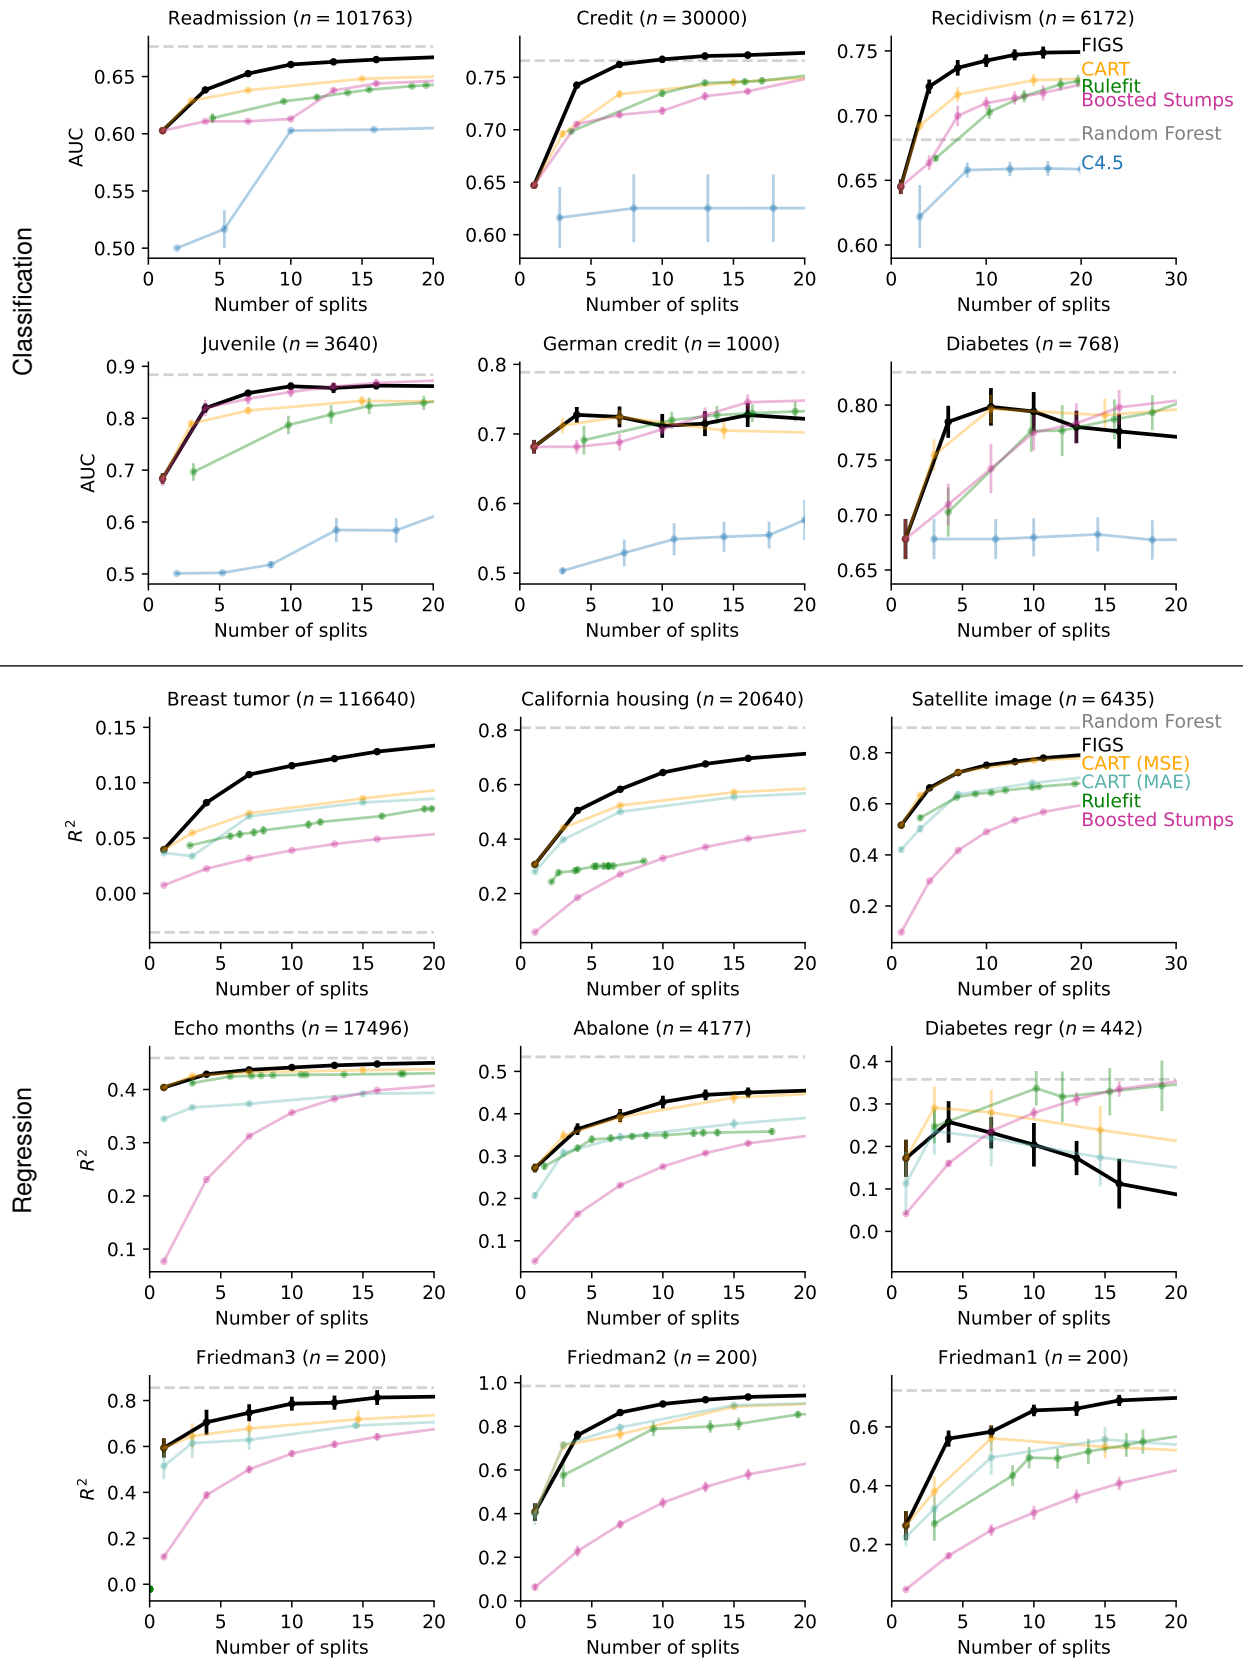 Classification
Readmission (n = 101763)
AUC
0.65
0.60
0.55
0.50
0 5 10 15 20
Number of splits
Credit (n = 30000)
0.75
0.70
0.65
0.60
0 5 10 15 20
Number of splits
Recidivism (n = 6172)
0.75
0.70
0.65
0.60
FIGS
CART
Rulefit
Boosted Stumps
Random Forest
C4.5
0 10 20 30
Number of splits
Juvenile (n = 3640)
AUC
0.9
0.8
0.7
0.6
0.5
0 5 10 15 20
Number of splits
German credit (n = 1000)
0.8
0.7
0.6
0.5
0 5 10 15 20
Number of splits
Diabetes (n = 768)
0.80
0.75
0.70
0.65
0 5 10 15 20
Number of splits
Regression
Breast tumor (n = 116640)
R²
0.15
0.10
0.05
0.00
0 5 10 15 20
Number of splits
California housing (n = 20640)
0.8
0.6
0.4
0.2
0 5 10 15 20
Number of splits
Satellite image (n = 6435)
0.8
0.6
0.4
0.2
Random Forest
FIGS
CART (MSE)
CART (MAE)
Rulefit
Boosted Stumps
0 10 20 30
Number of splits
Echo months (n = 17496)
R²
0.4
0.3
0.2
0.1
0 5 10 15 20
Number of splits
Abalone (n = 4177)
0.5
0.4
0.3
0.2
0.1
0 5 10 15 20
Number of splits
Diabetes regr (n = 442)
0.4
0.3
0.2
0.1
0.0
0 5 10 15 20
Number of splits
Friedman3 (n = 200)
R²
0.8
0.6
0.4
0.2
0.0
0 5 10 15 20
Number of splits
Friedman2 (n = 200)
1.0
0.8
0.6
0.4
0.2
0.0
0 5 10 15 20
Number of splits
Friedman1 (n = 200)
0.6
0.4
0.2
0 5 10 15 20
Number of splits